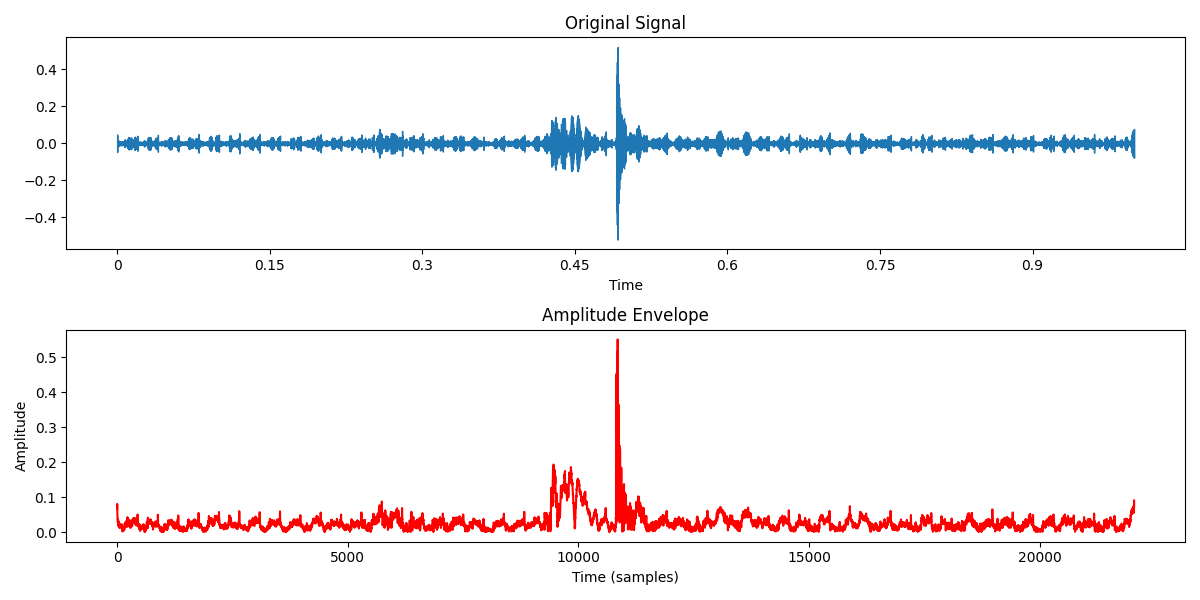 Original Signal
0.4
0.2
0.0
−0.2
−0.4
0 0.15 0.3 0.45 0.6 0.75 0.9
Time
Amplitude Envelope
Amplitude
0.5
0.4
0.3
0.2
0.1
0.0
0 5000 10000 15000 20000
Time (samples)